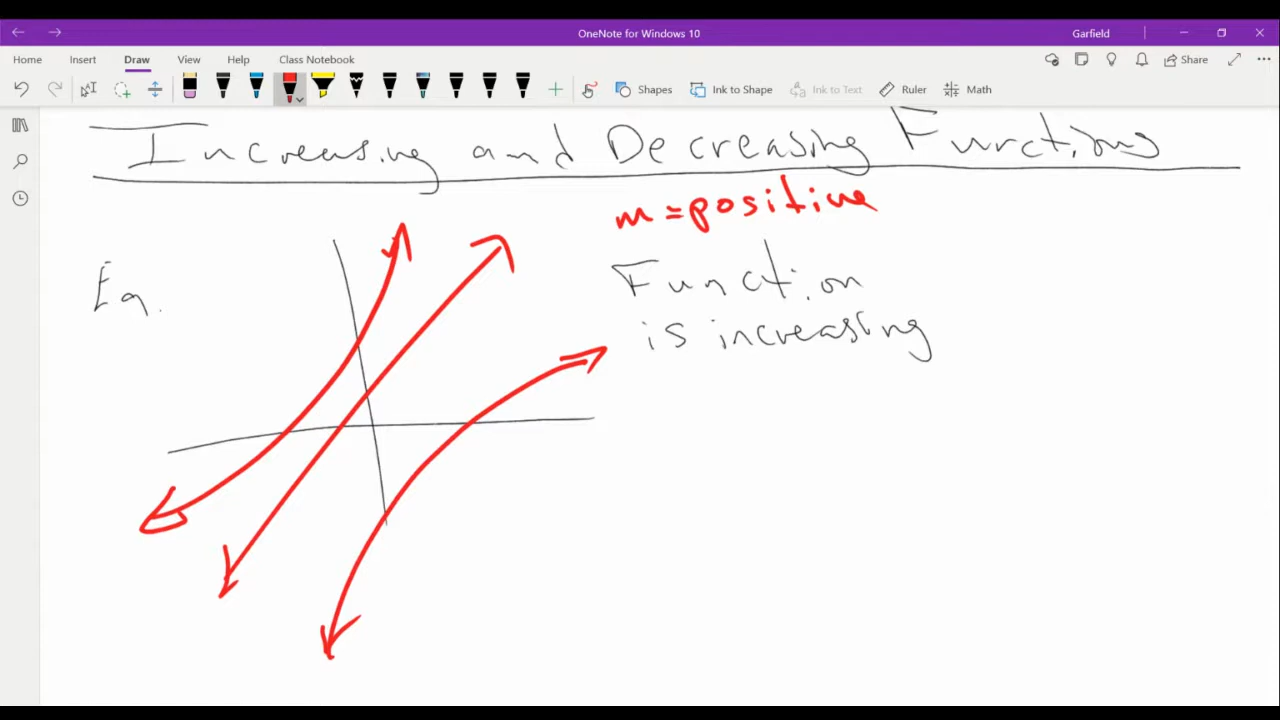 OneNote for Windows 10
Garfield
Home Insert Draw View Help Class Notebook
Share
Shapes Ink to Shape Ink to Text Ruler Math
Increasing and Decreasing Functions
m = positive
Eq.
Function
is increasing